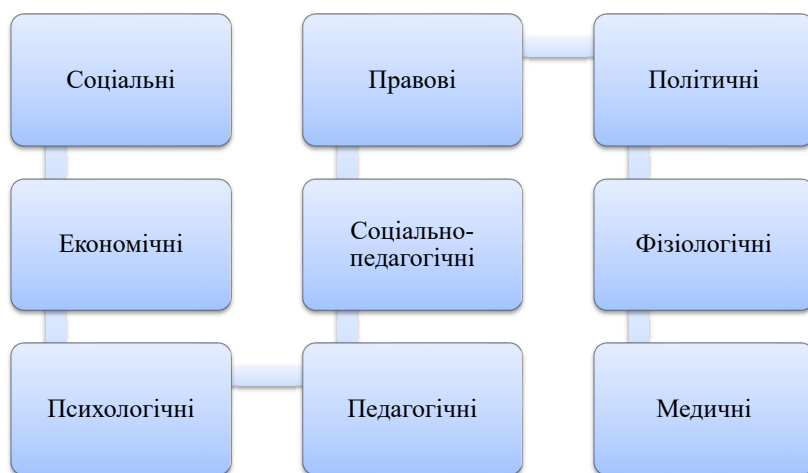 Соціальні
Економічні
Психологічні
Педагогічні
Соціально-
педагогічні
Правові
Політичні
Фізіологічні
Медичні